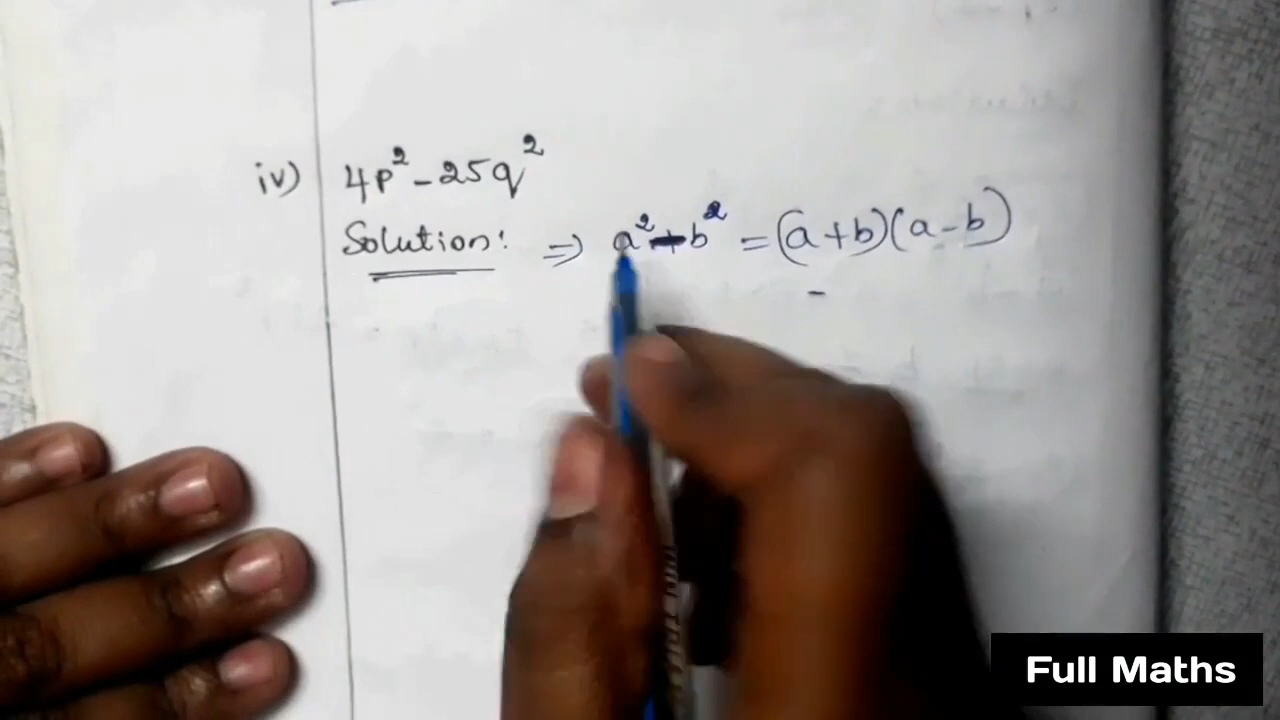 iv) 4p² - 25q²
Solution: ⇒ a² - b² = (a+b)(a-b)
-
Full Maths